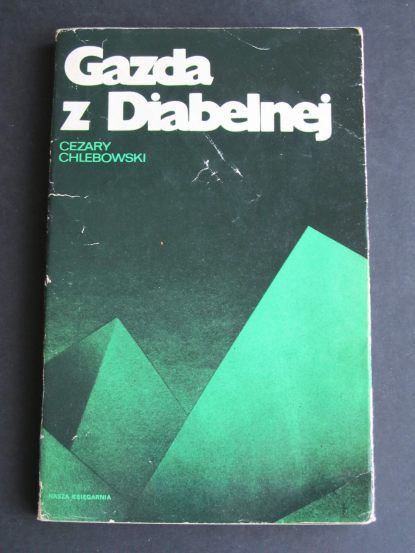 Gazda
z Diabelnej
CEZARY
CHLEBOWSKI
NASZA KSIĘGARNIA